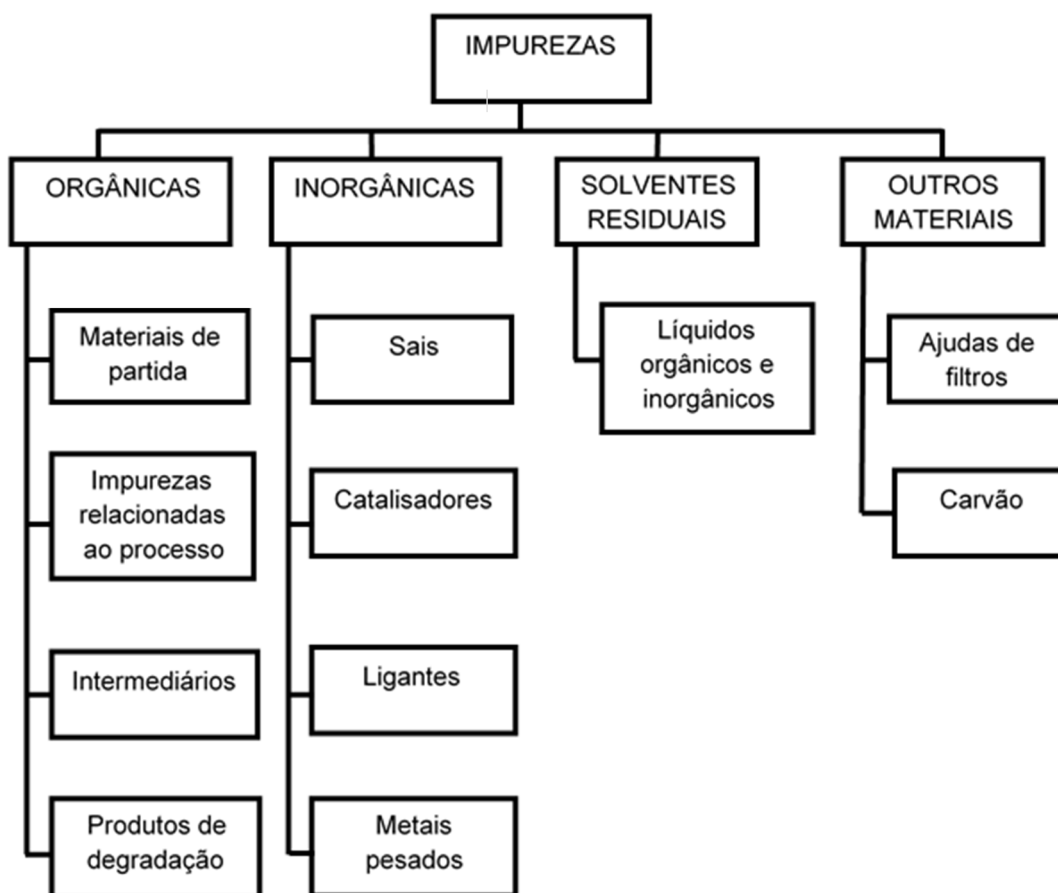 IMPUREZAS
ORGÂNICAS
INORGÂNICAS
SOLVENTES
RESIDUAIS
OUTROS
MATERIAIS
Materiais de
partida
Impurezas
relacionadas
ao processo
Intermediários
Produtos de
degradação
Sais
Catalisadores
Ligantes
Metais
pesados
Líquidos
orgânicos e
inorgânicos
Ajudas de
filtros
Carvão